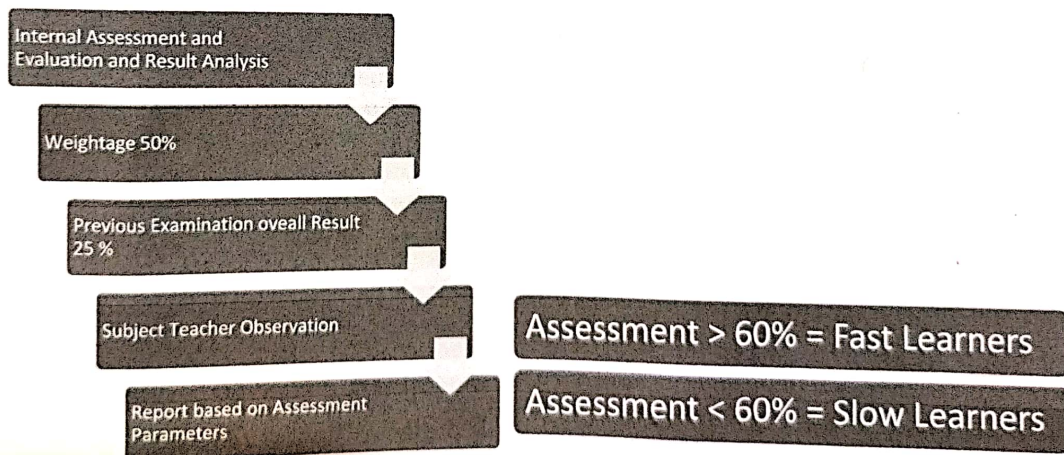 Internal Assessment and
Evaluation and Result Analysis
Weightage 50%
Previous Examination oveall Result
25 %
Subject Teacher Observation
Report based on Assessment
Parameters
Assessment > 60% = Fast Learners
Assessment < 60% = Slow Learners